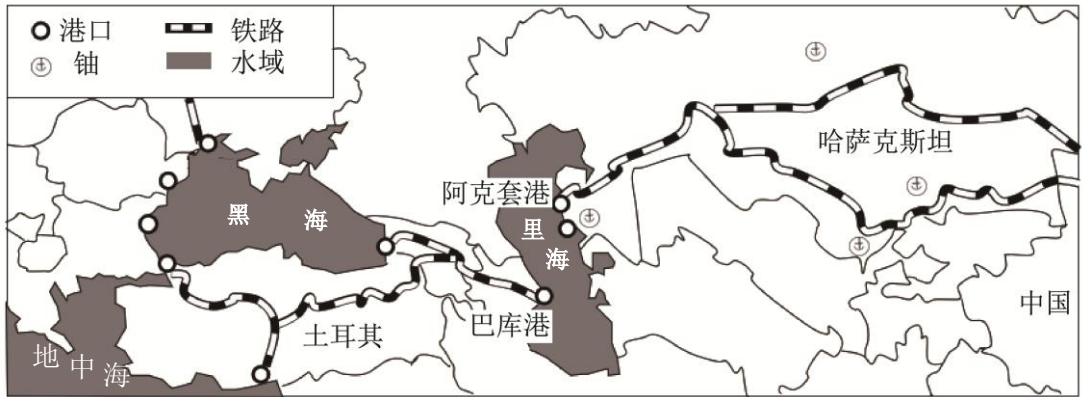 港口 铁路
铀 水域
哈萨克斯坦
阿克套港
黑海
里海
中国
巴库港
土耳其
地中海